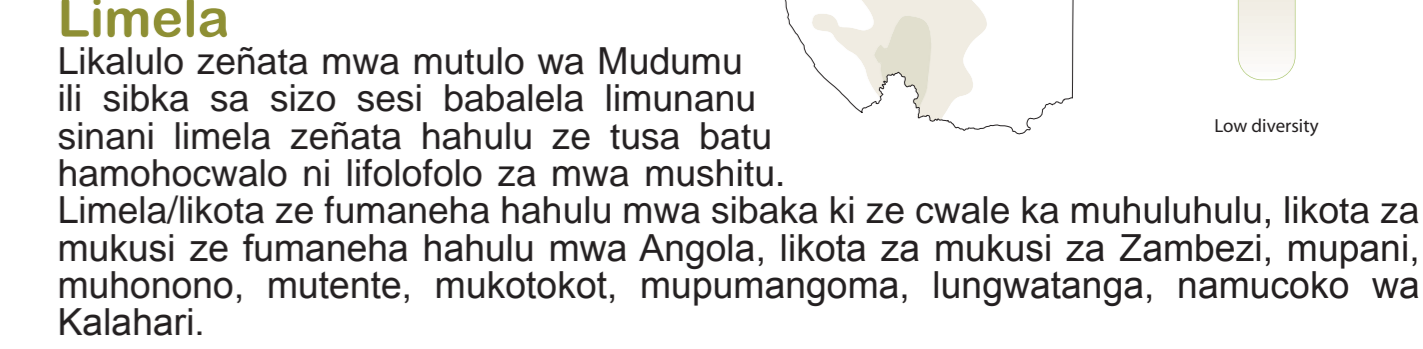 Limela
Likalulo zeñata mwa mutulo wa Mudumu
ili sibka sa sizo sesi babalela limunanu
sinani limela zeñata hahulu ze tusa batu
hamohocwalo ni lifolofolo za mwa mushitu.
Limela/likota ze fumaneha hahulu mwa sibaka ki ze cwale ka muhuluhulu, likota za
mukusi ze fumaneha hahulu mwa Angola, likota za mukusi za Zambezi, mupani,
muhonono, mutente, mukotokot, mupumangoma, lungwatanga, namucoko wa
Kalahari.
Low diversity